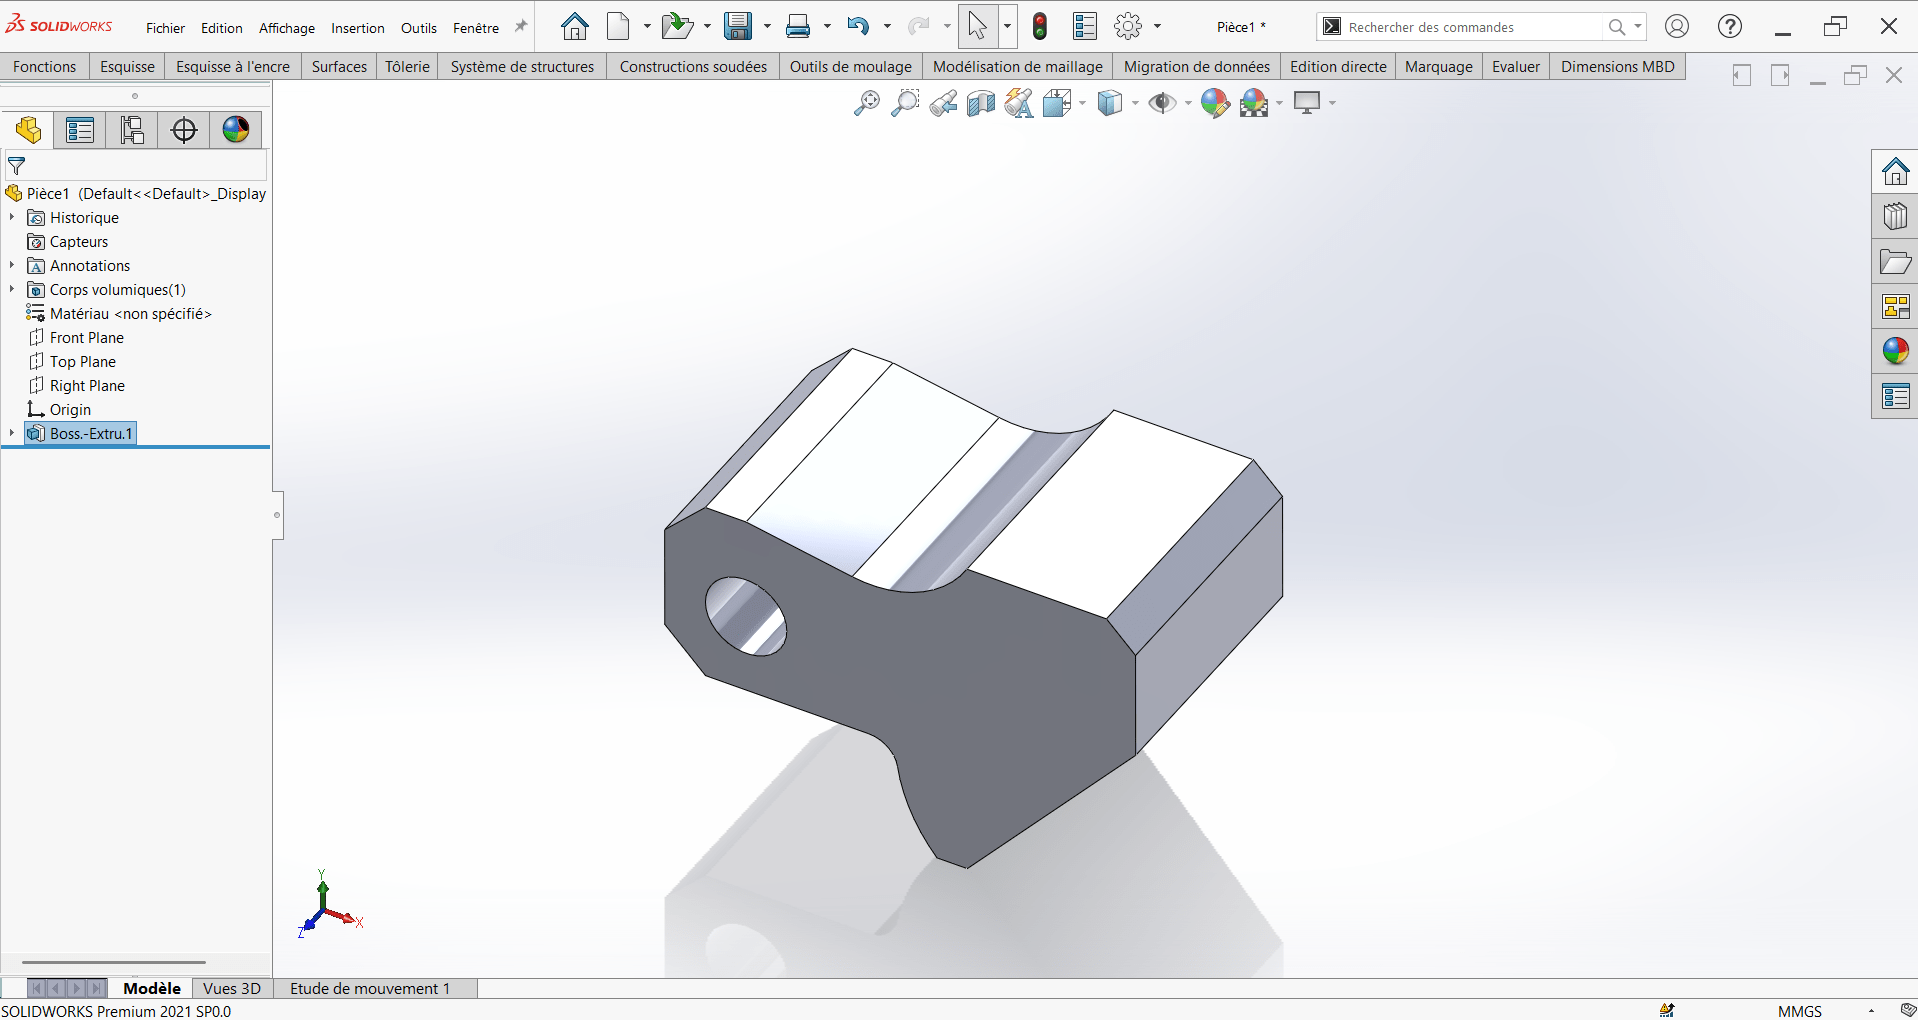 SOLIDWORKS
Fichier Edition Affichage Insertion Outils Fenêtre
Pièce1 *
Rechercher des commandes
Fonctions Esquisse Esquisse à l'encre Surfaces Tôlerie Système de structures Constructions soudées Outils de moulage Modélisation de maillage Migration de données Edition directe Marquage Evaluer Dimensions MBD
Pièce1 (Default<<Default>_Display
Historique
Capteurs
Annotations
Corps volumiques(1)
Matériau <non spécifié>
Front Plane
Top Plane
Right Plane
Origin
Boss.-Extru.1
Y
X
Z
Modèle Vues 3D Etude de mouvement 1
SOLIDWORKS Premium 2021 SP0.0
MMGS